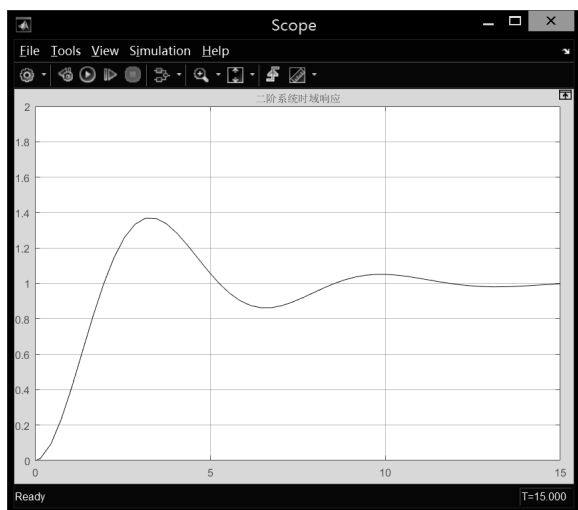 Scope
File Tools View Simulation Help
二阶系统时域响应
2
1.8
1.6
1.4
1.2
1
0.8
0.6
0.4
0.2
0
0 5 10 15
Ready T=15.000